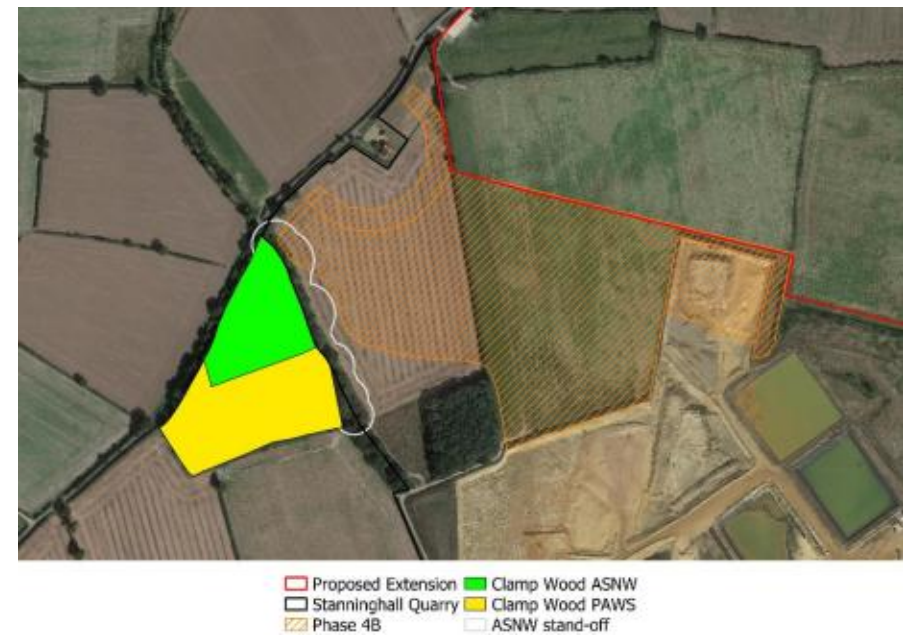 Proposed Extension Clamp Wood ASNW
Stanninghall Quarry Clamp Wood PAWS
Phase 4B ASNW stand-off